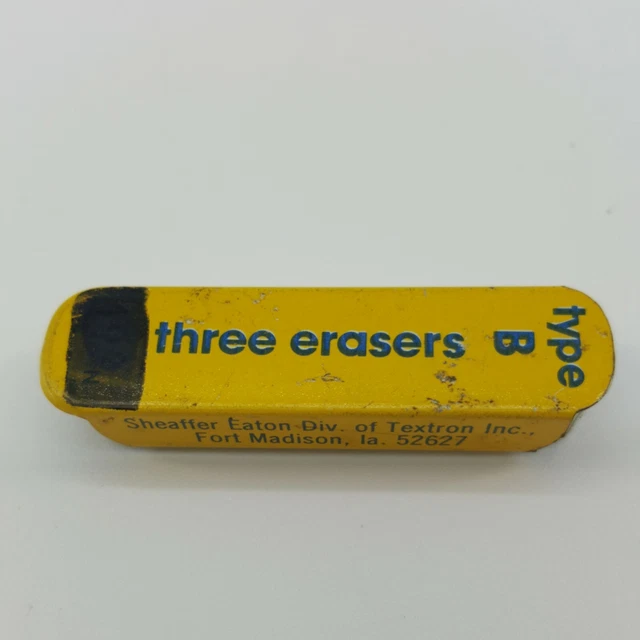 three erasers
type
B
Sheaffer Eaton Div. of Textron Inc.,
Fort Madison, Ia. 52627